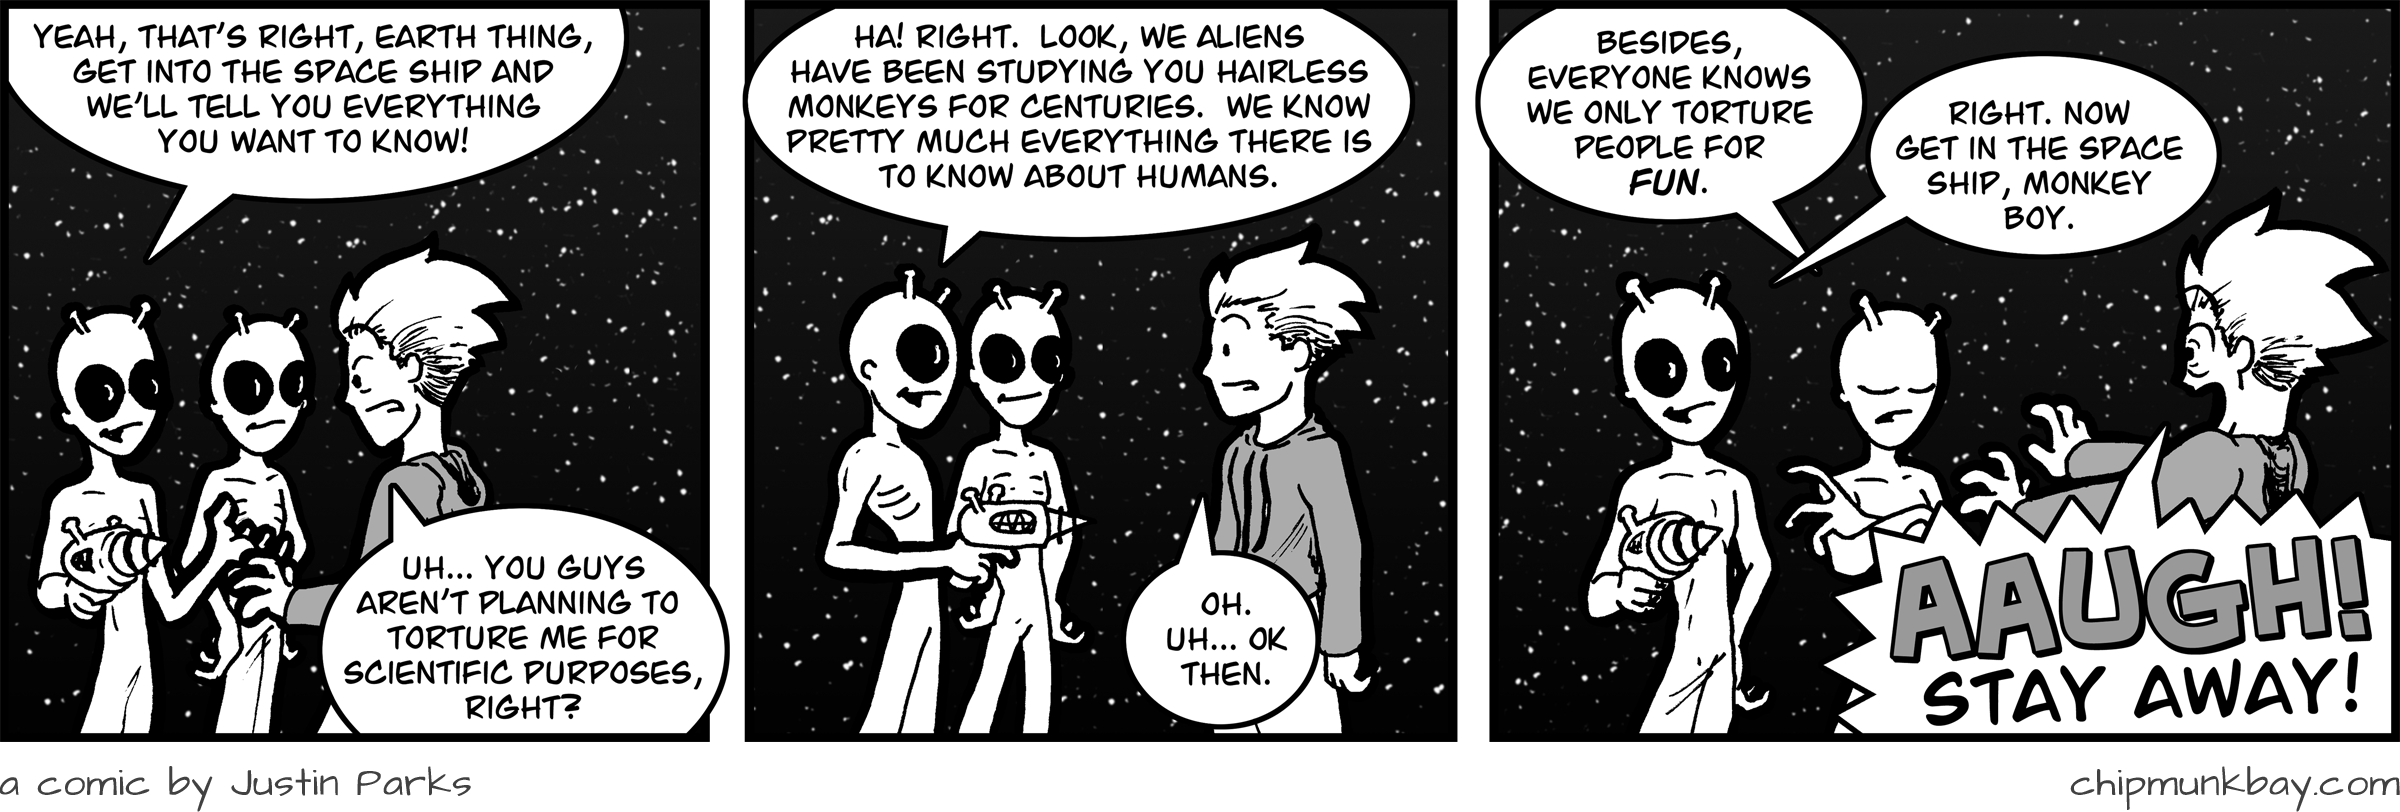 YEAH, THAT'S RIGHT, EARTH THING,
GET INTO THE SPACE SHIP AND
WE'LL TELL YOU EVERYTHING
YOU WANT TO KNOW!
UH... YOU GUYS
AREN'T PLANNING TO
TORTURE ME FOR
SCIENTIFIC PURPOSES,
RIGHT?
HA! RIGHT. LOOK, WE ALIENS
HAVE BEEN STUDYING YOU HAIRLESS
MONKEYS FOR CENTURIES. WE KNOW
PRETTY MUCH EVERYTHING THERE IS
TO KNOW ABOUT HUMANS.
OH.
UH... OK
THEN.
BESIDES,
EVERYONE KNOWS
WE ONLY TORTURE
PEOPLE FOR
FUN.
RIGHT. NOW
GET IN THE SPACE
SHIP, MONKEY
BOY.
AAUGH!
STAY AWAY!
a comic by Justin Parks
chipmunkbay.com